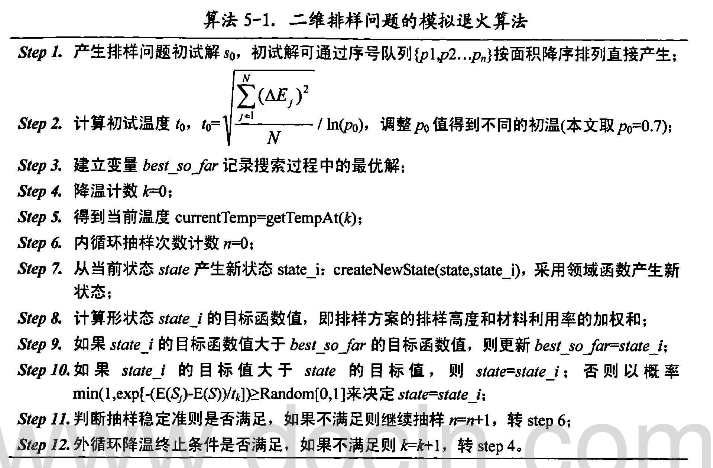 算法 5-1. 二维排样问题的模拟退火算法
Step 1. 产生排样问题初试解 s₀，初试解可通过序号队列{p1,p2…pₙ}按面积降序排列直接产生；
Step 2. 计算初试温度 t₀，t₀=√(∑_{j=1}^{N}(ΔE_j)²/N) / ln(p₀)，调整 p₀ 值得到不同的初温(本文取 p₀=0.7)；
Step 3. 建立变量 best_so_far 记录搜索过程中的最优解；
Step 4. 降温计数 k=0；
Step 5. 得到当前温度 currentTemp=getTempAt(k)；
Step 6. 内循环抽样次数计数 n=0；
Step 7. 从当前状态 state 产生新状态 state_i：createNewState(state,state_i)，采用领域函数产生新
状态；
Step 8. 计算形状态 state_i 的目标函数值，即排样方案的排样高度和材料利用率的加权和；
Step 9. 如果 state_i 的目标函数值大于 best_so_far 的目标函数值，则更新 best_so_far=state_i；
Step 10. 如果 state_i 的目标值大于 state 的目标值，则 state=state_i；否则以概率
min(1,exp[-(E(Sⱼ)-E(S))/tₖ])≥Random[0,1]来决定 state=state_i；
Step 11. 判断抽样稳定准则是否满足，如果不满足则继续抽样 n=n+1，转 step 6；
Step 12. 外循环降温终止条件是否满足，如果不满足则 k=k+1，转 step 4。